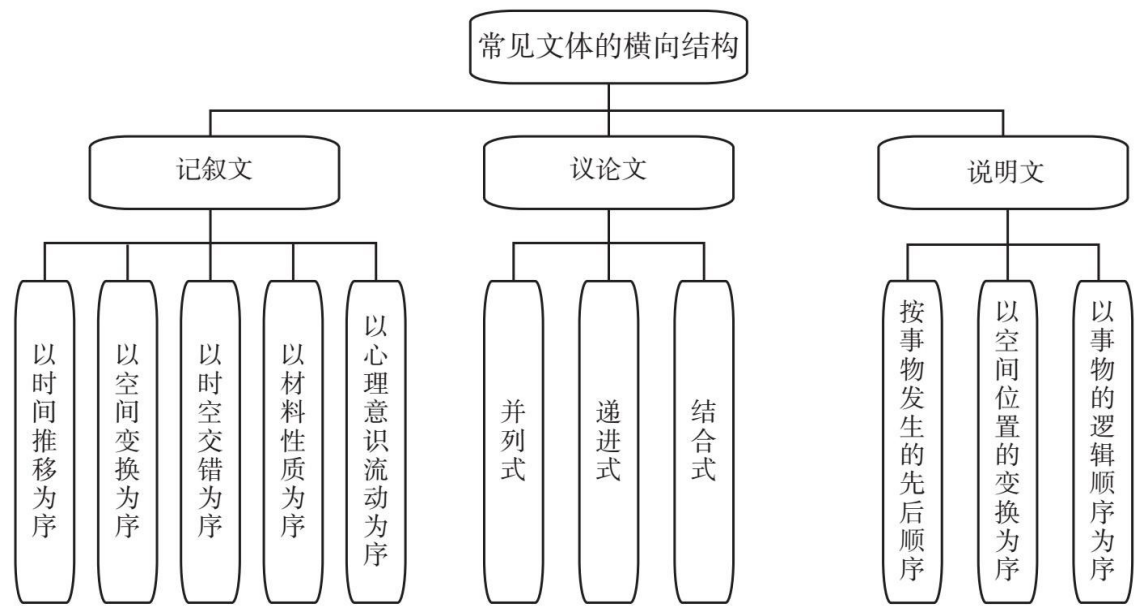 常见文体的横向结构
记叙文
议论文
说明文
以时间推移为序
以空间变换为序
以时空交错为序
以材料性质为序
以心理意识流动为序
并列式
递进式
结合式
按事物发生的先后顺序
以空间位置的变换为序
以事物的逻辑顺序为序